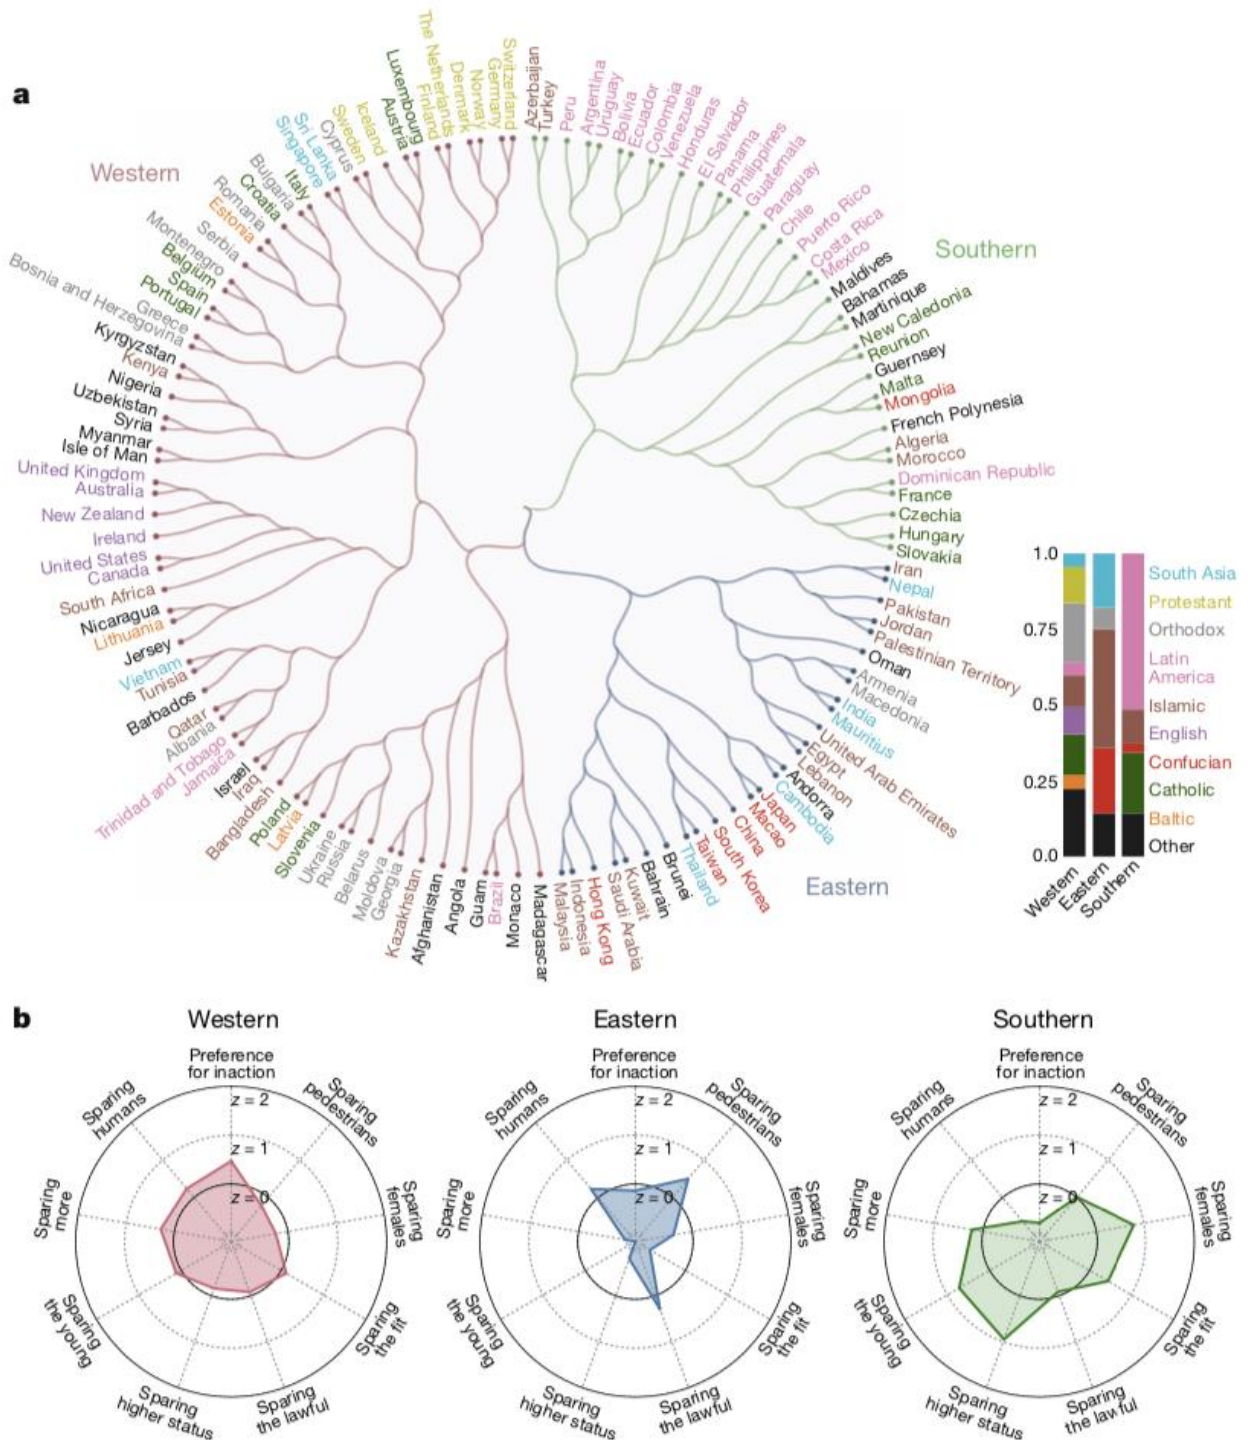 a
Western
Southern
Eastern
Azerbaijan
Turkey
Peru
Argentina
Uruguay
Bolivia
Ecuador
Colombia
Venezuela
Honduras
El Salvador
Panama
Philippines
Guatemala
Paraguay
Chile
Puerto Rico
Costa Rica
Mexico
Maldives
Bahamas
Martinique
New Caledonia
Reunion
Guernsey
Malta
Mongolia
French Polynesia
Algeria
Morocco
Dominican Republic
France
Czechia
Hungary
Slovakia
Iran
Nepal
Pakistan
Jordan
Palestinian Territory
Oman
Armenia
Macedonia
India
Mauritius
United Arab Emirates
Egypt
Lebanon
Andorra
Cambodia
Japan
Macao
China
South Korea
Taiwan
Thailand
Brunei
Bahrain
Kuwait
Saudi Arabia
Hong Kong
Indonesia
Malaysia
Madagascar
Monaco
Brazil
Guam
Angola
Afghanistan
Kazakhstan
Georgia
Moldova
Belarus
Russia
Ukraine
Slovenia
Latvia
Poland
Bangladesh
Iraq
Israel
Jamaica
Trinidad and Tobago
Albania
Qatar
Barbados
Tunisia
Vietnam
Jersey
Lithuania
Nicaragua
South Africa
Canada
United States
Ireland
New Zealand
Australia
United Kingdom
Isle of Man
Myanmar
Syria
Uzbekistan
Nigeria
Kenya
Kyrgyzstan
Bosnia and Herzegovina
Greece
Portugal
Spain
Belgium
Montenegro
Serbia
Estonia
Romania
Croatia
Bulgaria
Italy
Singapore
Sri Lanka
Cyprus
Sweden
Iceland
Austria
Luxembourg
Finland
The Netherlands
Denmark
Norway
Germany
Switzerland
1.0
0.75
0.5
0.25
0.0
Western
Eastern
Southern
South Asia
Protestant
Orthodox
Latin
America
Islamic
English
Confucian
Catholic
Baltic
Other
b
Western
Preference
for inaction
Sparing
pedestrians
Sparing
females
Sparing
the fit
Sparing
the lawful
Sparing
higher status
Sparing
the young
Sparing
more
Sparing
humans
z = 2
z = 1
z = 0
Eastern
Preference
for inaction
Sparing
pedestrians
Sparing
females
Sparing
the fit
Sparing
the lawful
Sparing
higher status
Sparing
the young
Sparing
more
Sparing
humans
z = 2
z = 1
z = 0
Southern
Preference
for inaction
Sparing
pedestrians
Sparing
females
Sparing
the fit
Sparing
the lawful
Sparing
higher status
Sparing
the young
Sparing
more
Sparing
humans
z = 2
z = 1
z = 0